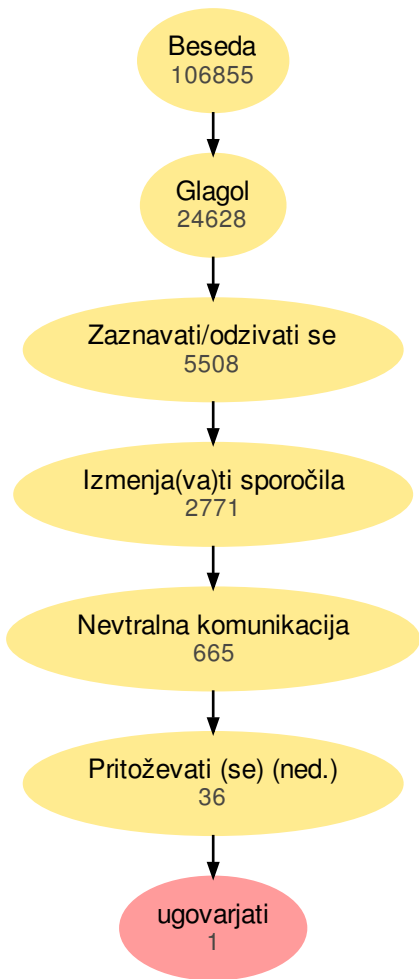 Beseda
106855
Glagol
24628
Zaznavati/odzivati se
5508
Izmenja(va)ti sporočila
2771
Nevtralna komunikacija
665
Pritoževati (se) (ned.)
36
ugovarjati
1